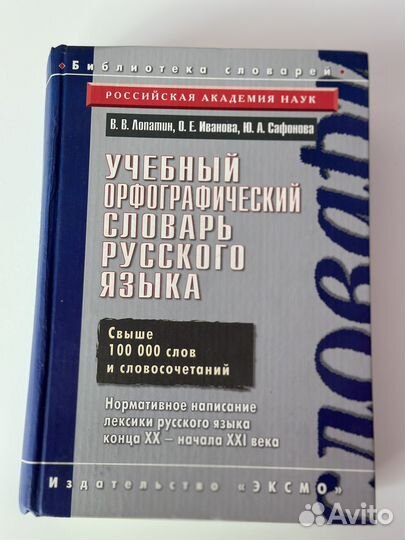 • Библиотека словарей •
РОССИЙСКАЯ АКАДЕМИЯ НАУК
В. В. Лопатин, О. Е. Иванова, Ю. А. Сафонова
УЧЕБНЫЙ
ОРФОГРАФИЧЕСКИЙ
СЛОВАРЬ
РУССКОГО
ЯЗЫКА
Свыше
100 000 слов
и словосочетаний
Нормативное написание
лексики русского языка
конца XX – начала XXI века
Издательство «ЭКСМО»
словари
Avito